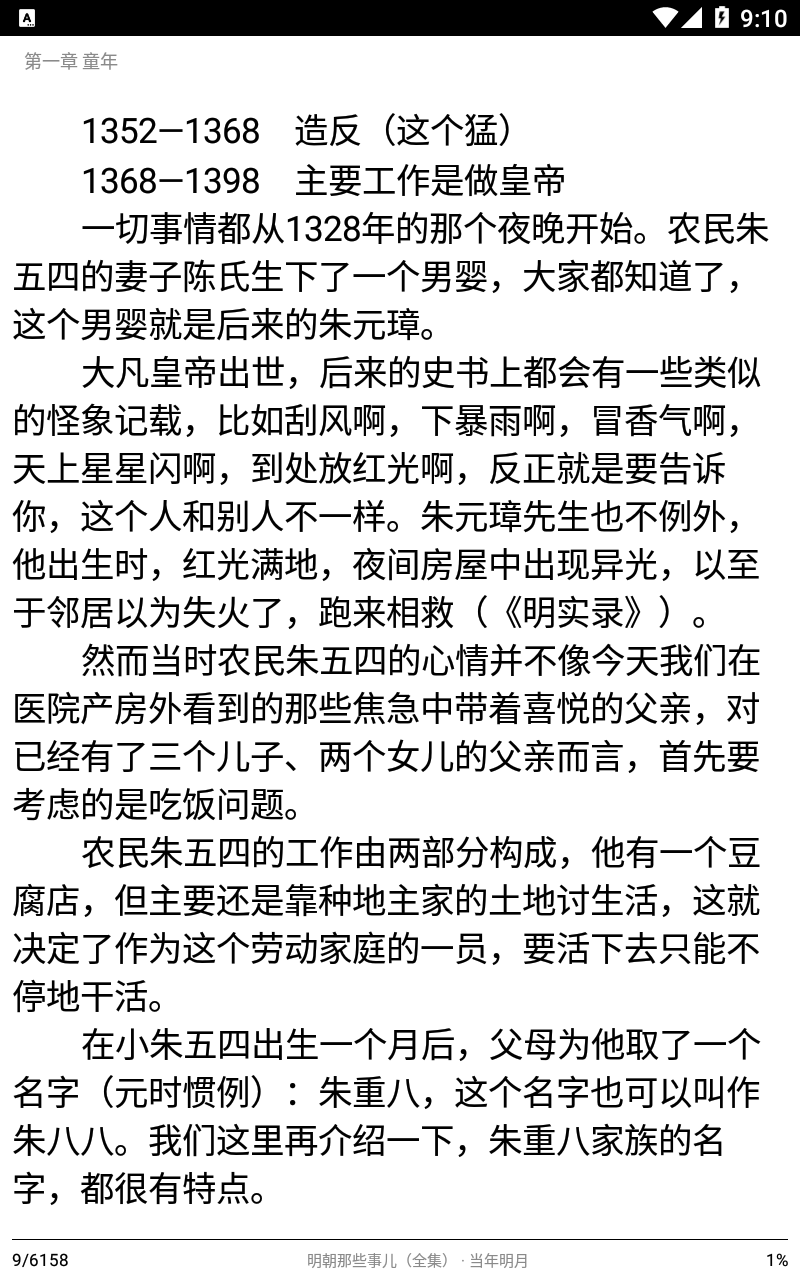 9:10
第一章 童年
1352—1368 造反（这个猛）
1368—1398 主要工作是做皇帝
一切事情都从1328年的那个夜晚开始。农民朱
五四的妻子陈氏生下了一个男婴，大家都知道了，
这个男婴就是后来的朱元璋。
大凡皇帝出世，后来的史书上都会有一些类似
的怪象记载，比如刮风啊，下暴雨啊，冒香气啊，
天上星星闪啊，到处放红光啊，反正就是要告诉
你，这个人和别人不一样。朱元璋先生也不例外，
他出生时，红光满地，夜间房屋中出现异光，以至
于邻居以为失火了，跑来相救（《明实录》）。
然而当时农民朱五四的心情并不像今天我们在
医院产房外看到的那些焦急中带着喜悦的父亲，对
已经有了三个儿子、两个女儿的父亲而言，首先要
考虑的是吃饭问题。
农民朱五四的工作由两部分构成，他有一个豆
腐店，但主要还是靠种地主家的土地讨生活，这就
决定了作为这个劳动家庭的一员，要活下去只能不
停地干活。
在小朱五四出生一个月后，父母为他取了一个
名字（元时惯例）：朱重八，这个名字也可以叫作
朱八八。我们这里再介绍一下，朱重八家族的名
字，都很有特点。
9/6158 明朝那些事儿（全集） · 当年明月 1%